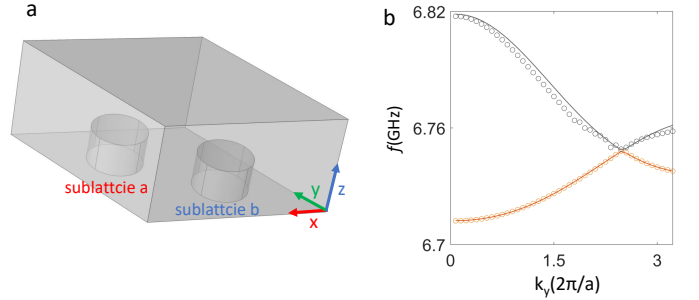 a
sublattcie a
sublattcie b
y
z
x
b
6.82
6.76
6.7
f(GHz)
0
1.5
3
k_y(2π/a)